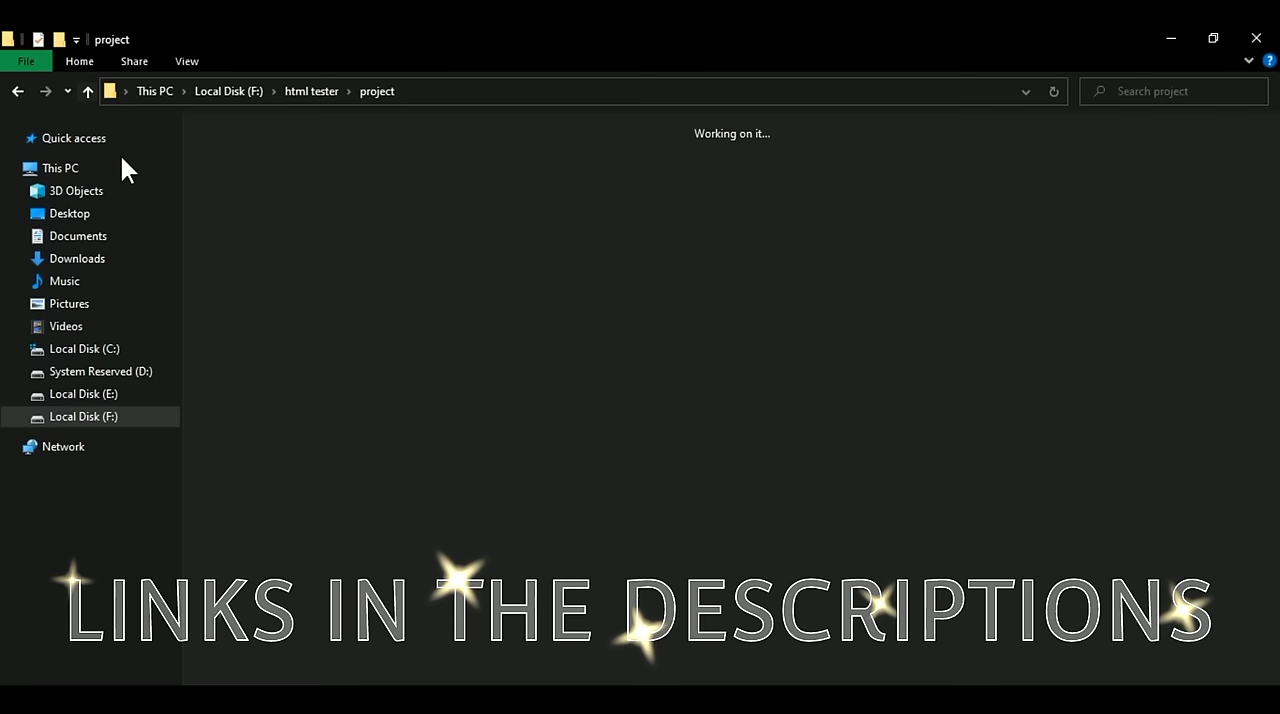 project
File Home Share View
This PC Local Disk (F:) html tester project
Search project
Working on it...
Quick access
This PC
3D Objects
Desktop
Documents
Downloads
Music
Pictures
Videos
Local Disk (C:)
System Reserved (D:)
Local Disk (E:)
Local Disk (F:)
Network
LINKS IN THE DESCRIPTIONS